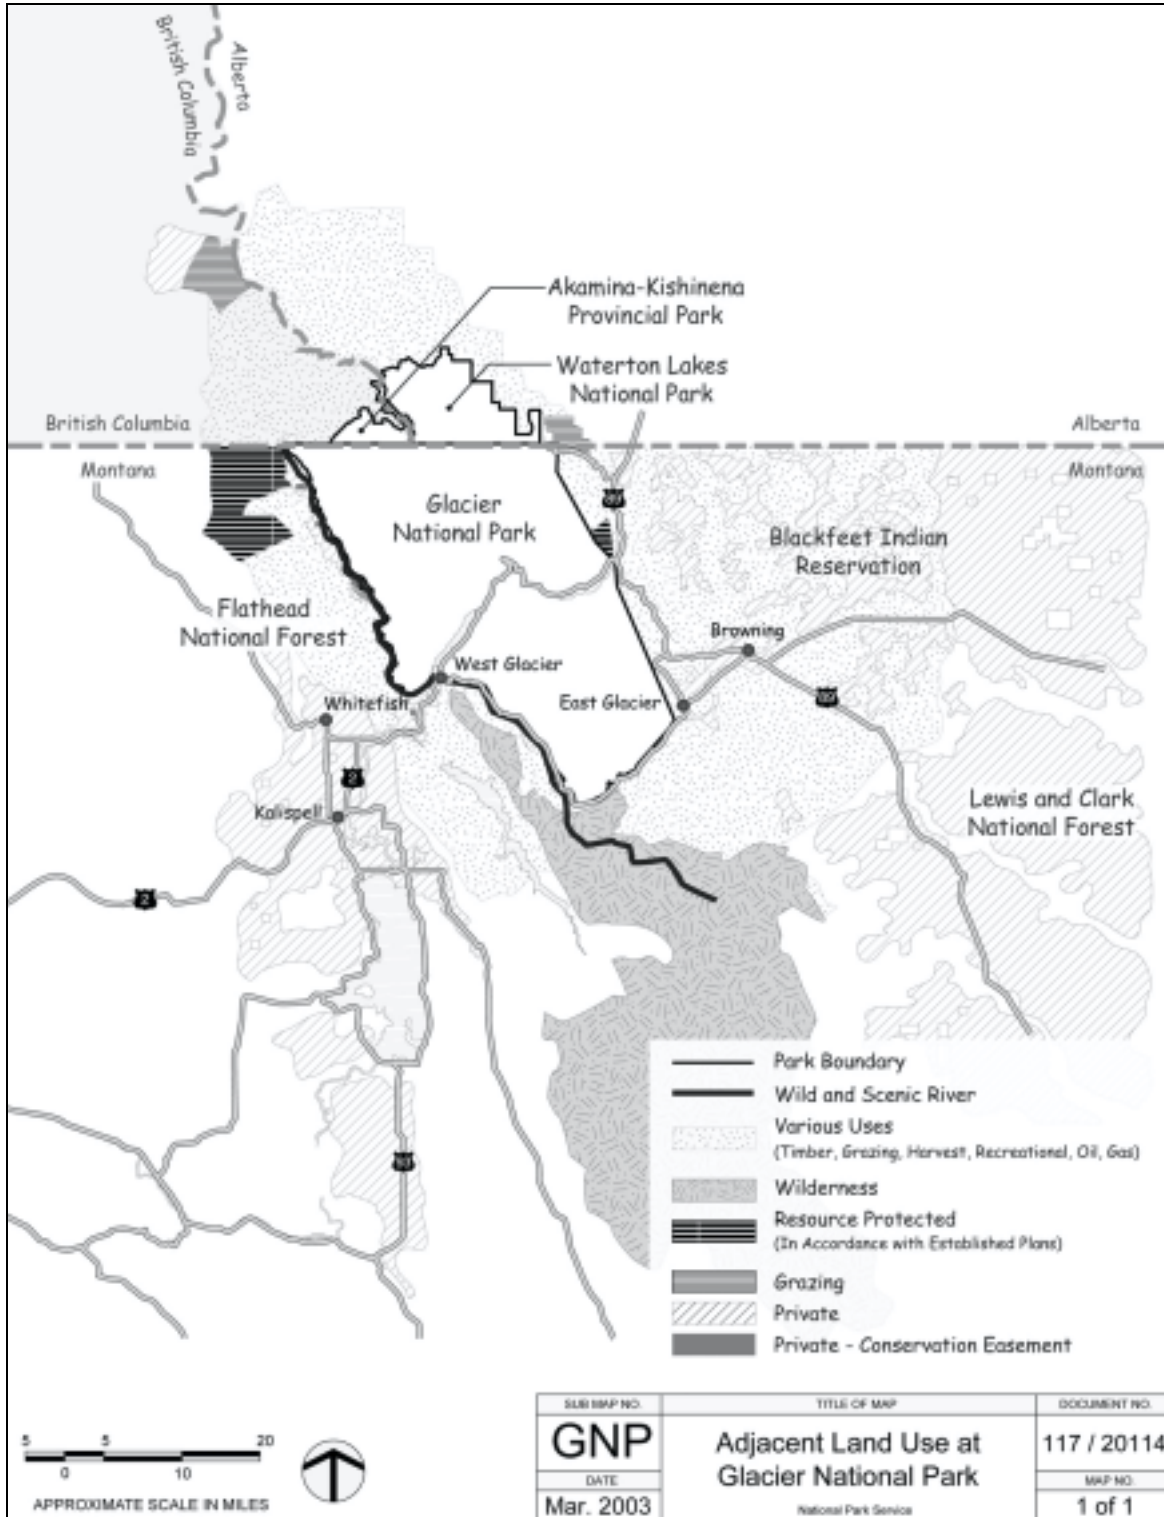 Alberta
British Columbia
Akamina-Kishinena
Provincial Park
Waterton Lakes
National Park
British Columbia
Alberta
Montana
Montana
Glacier
National Park
Blackfeet Indian
Reservation
Flathead
National Forest
Browning
West Glacier
East Glacier
Whitefish
2
Kalispell
Lewis and Clark
National Forest
2
Park Boundary
Wild and Scenic River
Various Uses
(Timber, Grazing, Harvest, Recreational, Oil, Gas)
Wilderness
Resource Protected
(In Accordance with Established Plans)
Grazing
Private
Private - Conservation Easement
5 5 20
0 10
APPROXIMATE SCALE IN MILES
SUB MAP NO.
GNP
DATE
Mar. 2003
TITLE OF MAP
Adjacent Land Use at
Glacier National Park
National Park Service
DOCUMENT NO.
117 / 20114
MAP NO.
1 of 1